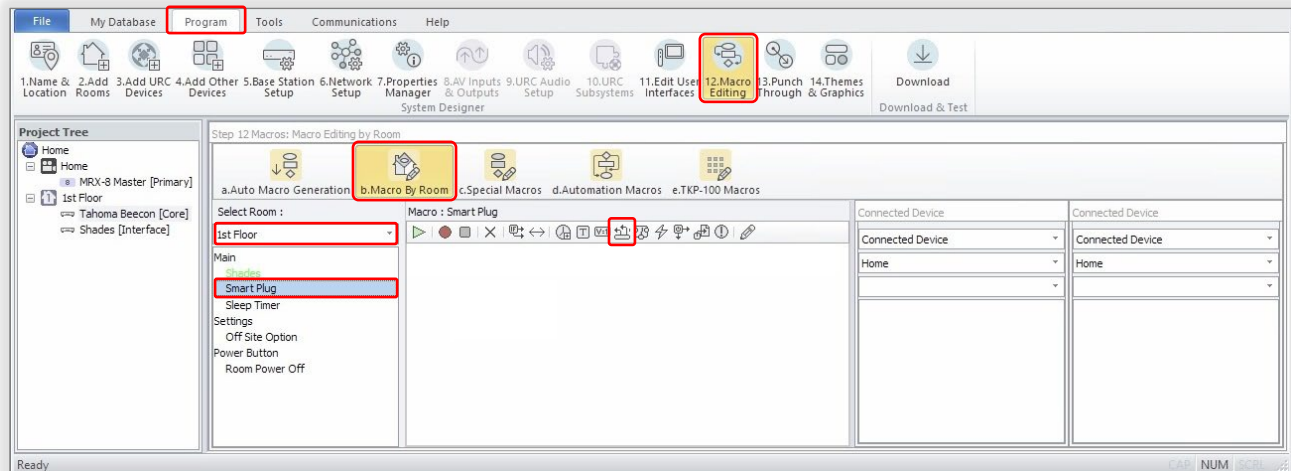 File My Database Program Tools Communications Help
1.Name & Location 2.Add Rooms 3.Add URC Devices 4.Add Other Devices 5.Base Station Setup 6.Network Setup 7.Properties Manager 8.AV Inputs & Outputs 9.URC Audio Setup 10.URC Subsystems 11.Edit User Interfaces 12.Macro Editing 13.Punch Through 14.Themes & Graphics Download
System Designer Download & Test
Project Tree
Home
Home
MRX-8 Master [Primary]
1st Floor
Tahoma Beecon [Core]
Shades [Interface]
Step 12 Macros: Macro Editing by Room
a.Auto Macro Generation b.Macro By Room c.Special Macros d.Automation Macros e.TKP-100 Macros
Select Room :
1st Floor
Main
Shades
Smart Plug
Sleep Timer
Settings
Off Site Option
Power Button
Room Power Off
Macro : Smart Plug
Connected Device
Connected Device
Home
Connected Device
Connected Device
Home
Ready CAP NUM SCRL